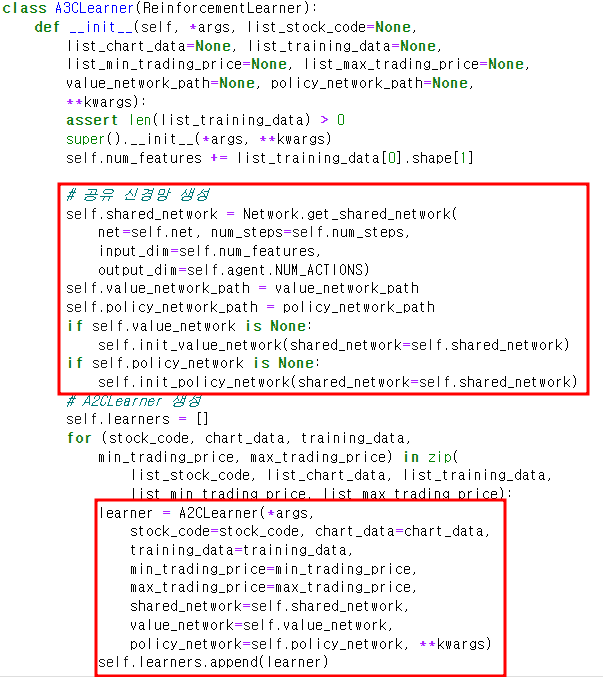 class A3CLearner(ReinforcementLearner):
    def __init__(self, *args, list_stock_code=None,
        list_chart_data=None, list_training_data=None,
        list_min_trading_price=None, list_max_trading_price=None,
        value_network_path=None, policy_network_path=None,
        **kwargs):
        assert len(list_training_data) > 0
        super().__init__(*args, **kwargs)
        self.num_features += list_training_data[0].shape[1]

        # 공유 신경망 생성
        self.shared_network = Network.get_shared_network(
            net=self.net, num_steps=self.num_steps,
            input_dim=self.num_features,
            output_dim=self.agent.NUM_ACTIONS)
        self.value_network_path = value_network_path
        self.policy_network_path = policy_network_path
        if self.value_network is None:
            self.init_value_network(shared_network=self.shared_network)
        if self.policy_network is None:
            self.init_policy_network(shared_network=self.shared_network)
        # A2CLearner 생성
        self.learners = []
        for (stock_code, chart_data, training_data,
            min_trading_price, max_trading_price) in zip(
                list_stock_code, list_chart_data, list_training_data,
                list_min_trading_price, list_max_trading_price):
            learner = A2CLearner(*args,
                stock_code=stock_code, chart_data=chart_data,
                training_data=training_data,
                min_trading_price=min_trading_price,
                max_trading_price=max_trading_price,
                shared_network=self.shared_network,
                value_network=self.value_network,
                policy_network=self.policy_network, **kwargs)
            self.learners.append(learner)